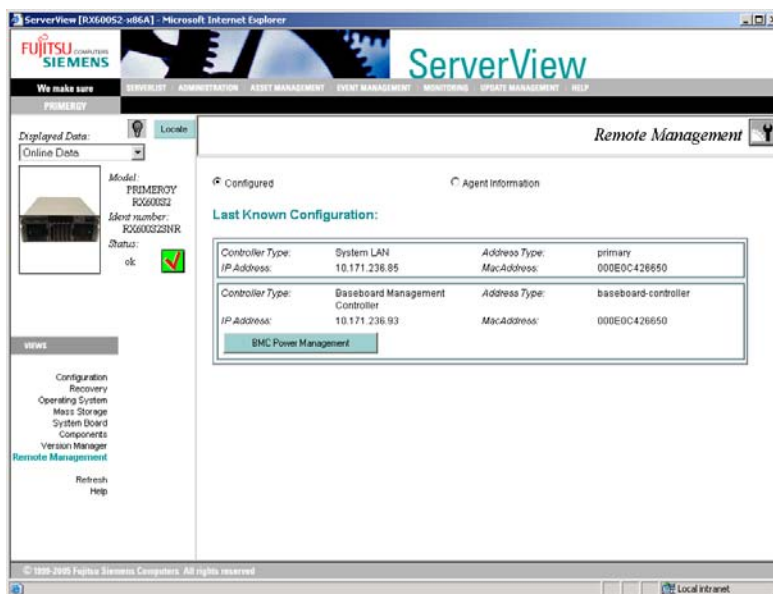 ServerView [RX600S2-x86A] - Microsoft Internet Explorer
FUJITSU COMPUTERS
SIEMENS
ServerView
We make sure
SERVERLIST ADMINISTRATION ASSET MANAGEMENT EVENT MANAGEMENT MONITORING UPDATE MANAGEMENT HELP
PRIMERGY
Displayed Data:
Locate
Online Data
Remote Management
Model:
PRIMERGY
RX600S2
Ident number:
RX600S2SNR
Status:
ok
Configured Agent Information
Last Known Configuration:
Controller Type: System LAN Address Type: primary
IP Address: 10.171.236.85 MacAddress: 000E0C426650
Controller Type: Baseboard Management Controller Address Type: baseboard-controller
IP Address: 10.171.236.93 MacAddress: 000E0C426650
BMC Power Management
VIEWS
Configuration
Recovery
Operating System
Mass Storage
System Board
Components
Version Manager
Remote Management
Refresh
Help
© 1999-2005 Fujitsu Siemens Computers. All rights reserved
Local intranet